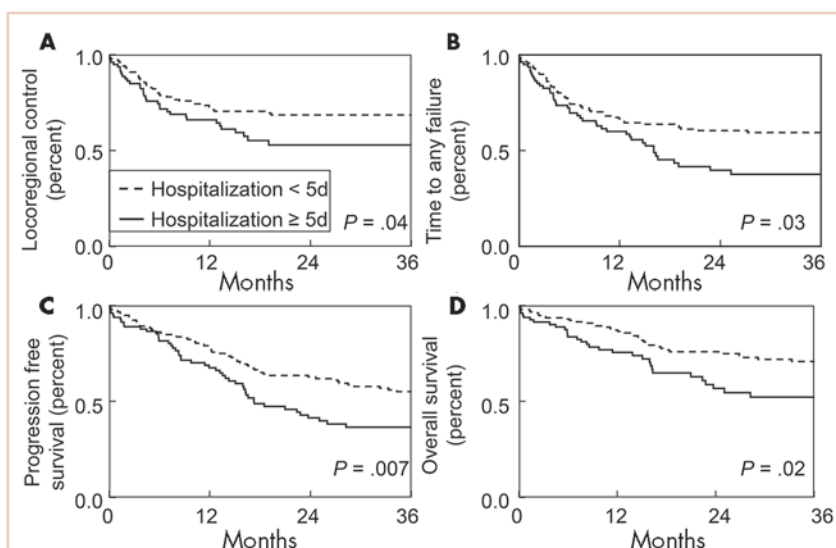 A
Locoregional control
(percent)
1.0
0.5
0.0
Hospitalization < 5d
Hospitalization ≥ 5d
P = .04
12
24
36
Months
B
Time to any failure
(percent)
1.0
0.5
0.0
P = .03
0
12
24
36
Months
C
Progression free
survival (percent)
1.0
0.5
0.0
P = .007
12
24
36
Months
D
Overall survival
(percent)
1.0
0.5
0.0
P = .02
0
12
24
36
Months